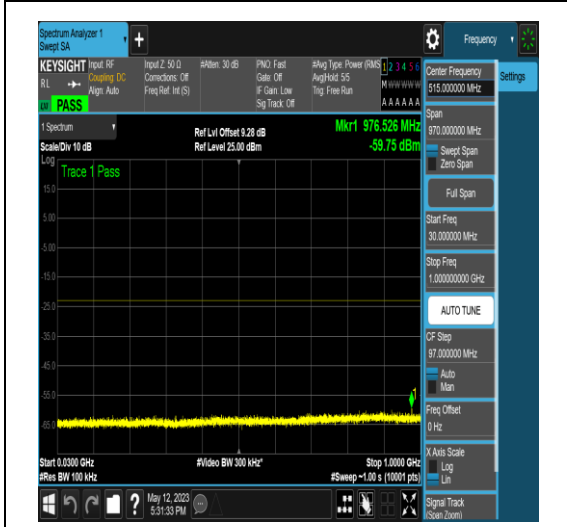 Spectrum Analyzer 1
Swept SA
+
Frequency
KEYSIGHT
RL
PASS
Input: RF
Coupling: DC
Align: Auto
Input Z: 50 Ω
Corrections: Off
Freq Ref: Int (S)
#Atten: 30 dB
PNO: Fast
Gate: Off
IF Gain: Low
Sig Track: Off
#Avg Type: Power (RMS
Avg|Hold: 5/5
Trig: Free Run
1 2 3 4 5 6
M W W W W W
A A A A A A
1 Spectrum
Scale/Div 10 dB
Ref Lvl Offset 9.28 dB
Ref Level 25.00 dBm
Mkr1 976.526 MHz
-59.75 dBm
Log
Trace 1 Pass
15.0
5.00
-5.00
-15.0
-25.0
-35.0
-45.0
-55.0
-65.0
1
Start 0.0300 GHz
#Res BW 100 kHz
#Video BW 300 kHz*
Stop 1.0000 GHz
#Sweep ~1.00 s (10001 pts)
May 12, 2023
5:31:33 PM
?
Center Frequency
515.000000 MHz
Settings
Span
970.000000 MHz
Swept Span
Zero Span
Full Span
Start Freq
30.000000 MHz
Stop Freq
1.000000000 GHz
AUTO TUNE
CF Step
97.000000 MHz
Auto
Man
Freq Offset
0 Hz
X Axis Scale
Log
Lin
Signal Track
(Span Zoom)